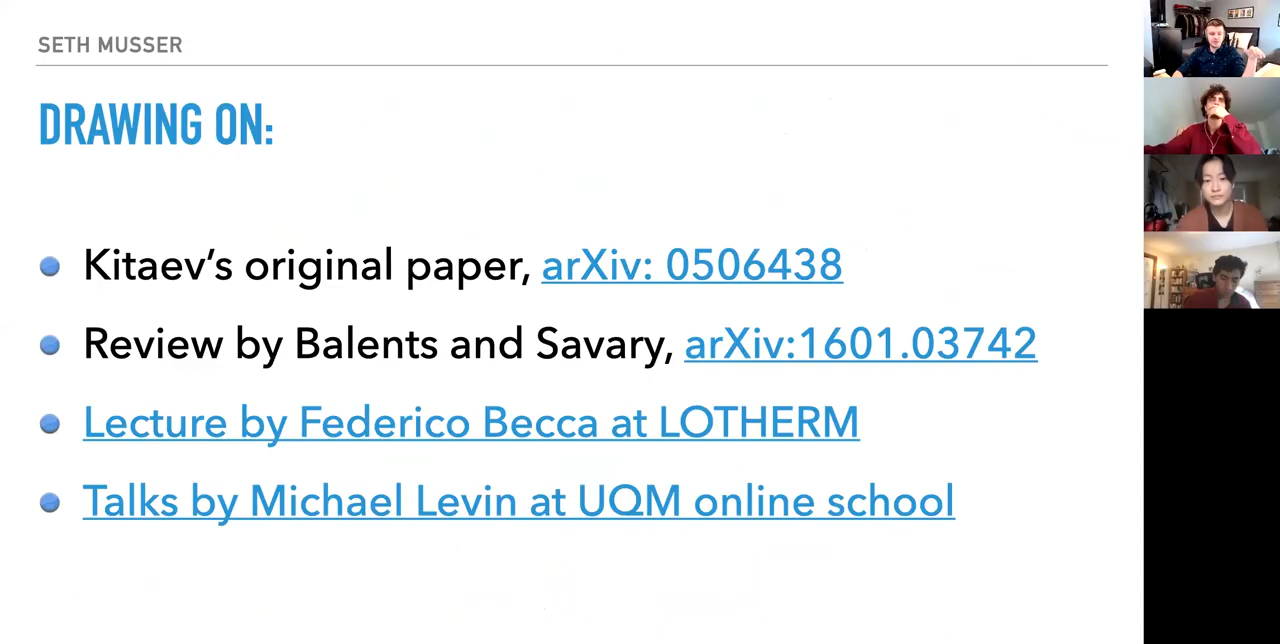 SETH MUSSER
DRAWING ON:
Kitaev’s original paper, arXiv: 0506438
Review by Balents and Savary, arXiv:1601.03742
Lecture by Federico Becca at LOTHERM
Talks by Michael Levin at UQM online school